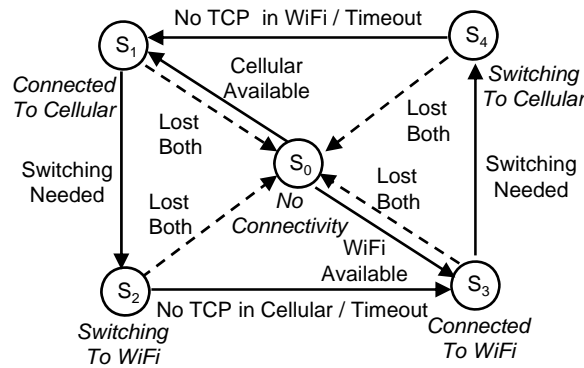 No TCP in WiFi / Timeout
S1
S4
Connected
To Cellular
Cellular
Available
Switching
To Cellular
Lost
Both
Lost
Both
Switching
Needed
S0
No
Connectivity
Lost
Both
Lost
Both
Switching
Needed
WiFi
Available
S2
S3
No TCP in Cellular / Timeout
Switching
To WiFi
Connected
To WiFi